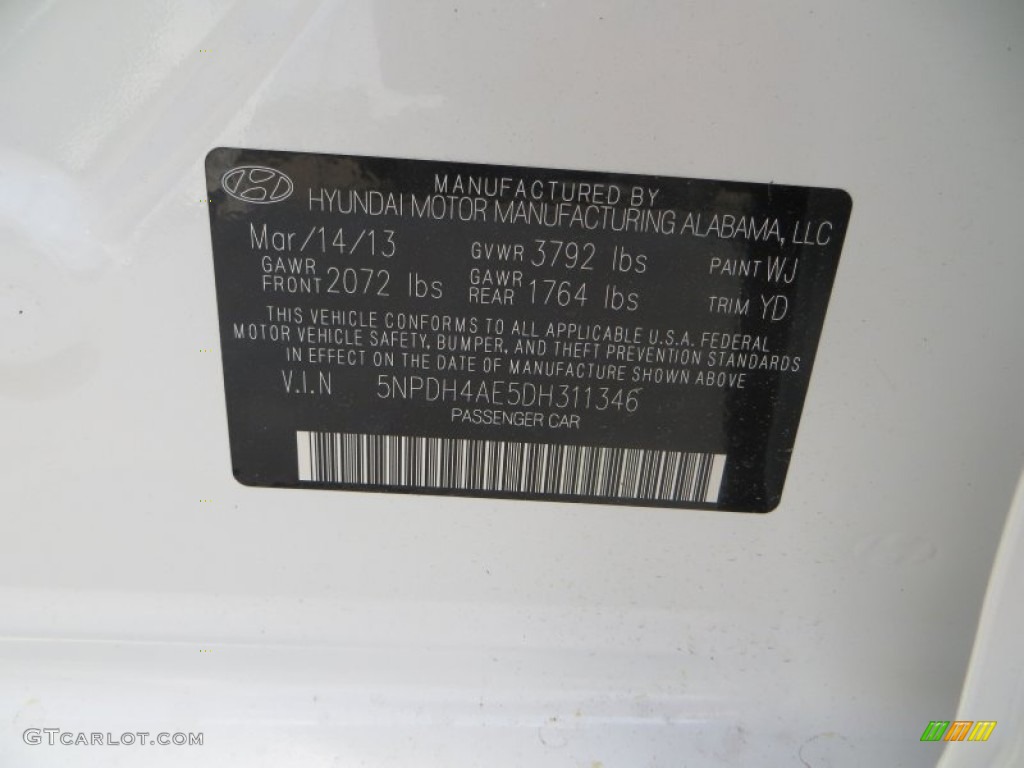 MANUFACTURED BY
HYUNDAI MOTOR MANUFACTURING ALABAMA, LLC
Mar/14/13 GVWR 3792 lbs PAINT WJ
GAWR FRONT 2072 lbs GAWR REAR 1764 lbs TRIM YD
THIS VEHICLE CONFORMS TO ALL APPLICABLE U.S.A. FEDERAL
MOTOR VEHICLE SAFETY, BUMPER, AND THEFT PREVENTION STANDARDS
IN EFFECT ON THE DATE OF MANUFACTURE SHOWN ABOVE
V.I.N 5NPDH4AE5DH311346
PASSENGER CAR
GTCARLOT.COM